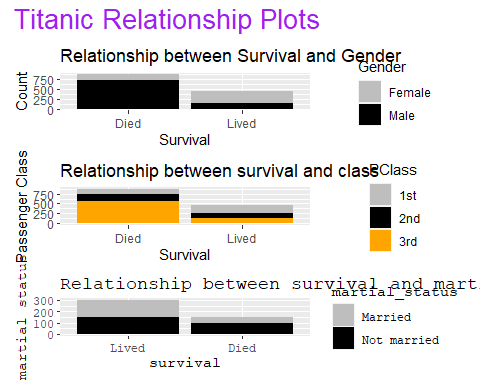 Titanic Relationship Plots
Relationship between Survival and Gender
Count
750
500
250
0
Died Lived
Survival
Gender
Female
Male
Relationship between survival and class
Passenger Class
750
500
250
0
Died Lived
Survival
PClass
1st
2nd
3rd
Relationship between survival and marti
martial status
300
200
100
0
Lived Died
survival
martial_status
Married
Not married